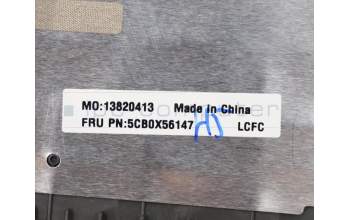 MO:13820413 Made in China
FRU PN:5CB0X56147 LCFC